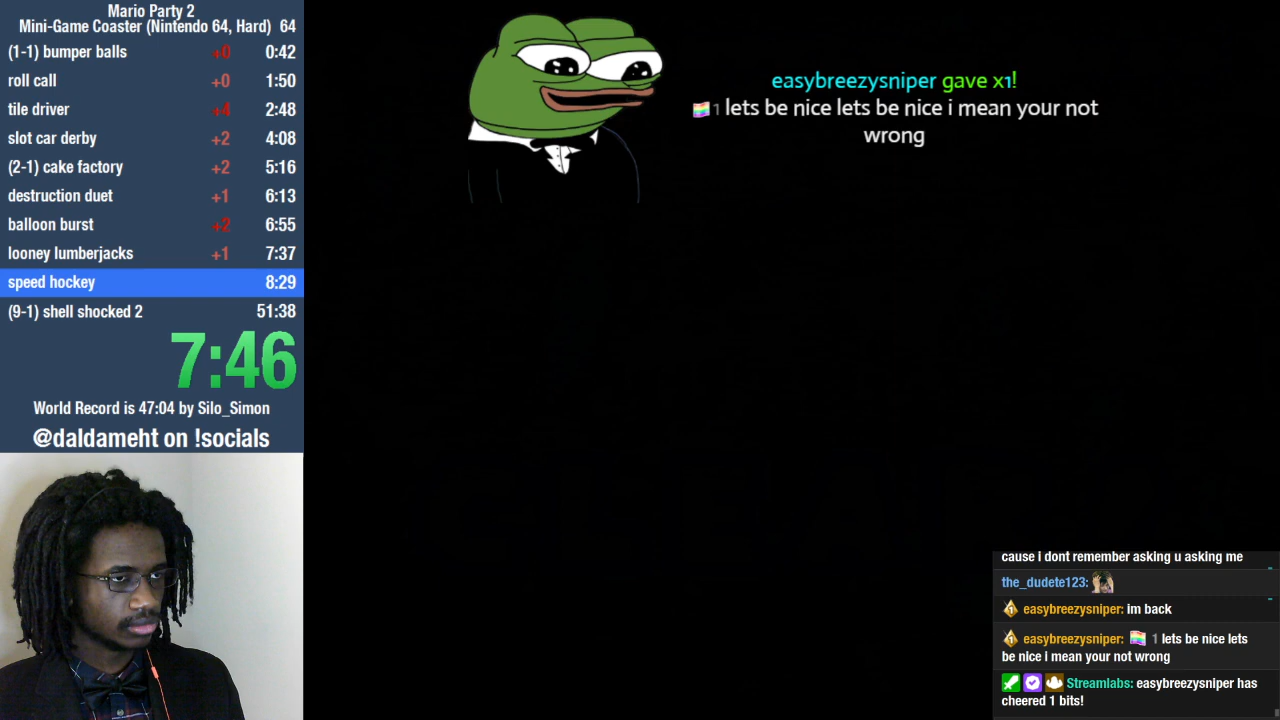 Mario Party 2
Mini-Game Coaster (Nintendo 64, Hard) 64
(1-1) bumper balls +0 0:42
roll call +0 1:50
tile driver +4 2:48
slot car derby +2 4:08
(2-1) cake factory +2 5:16
destruction duet +1 6:13
balloon burst +2 6:55
looney lumberjacks +1 7:37
speed hockey 8:29
(9-1) shell shocked 2 51:38
7:46
World Record is 47:04 by Silo_Simon
@daldameht on !socials
easybreezysniper gave x1!
1 lets be nice lets be nice i mean your not
wrong
cause i dont remember asking u asking me
the_dudete123:
easybreezysniper: im back
easybreezysniper: 1 lets be nice lets
be nice i mean your not wrong
Streamlabs: easybreezysniper has
cheered 1 bits!